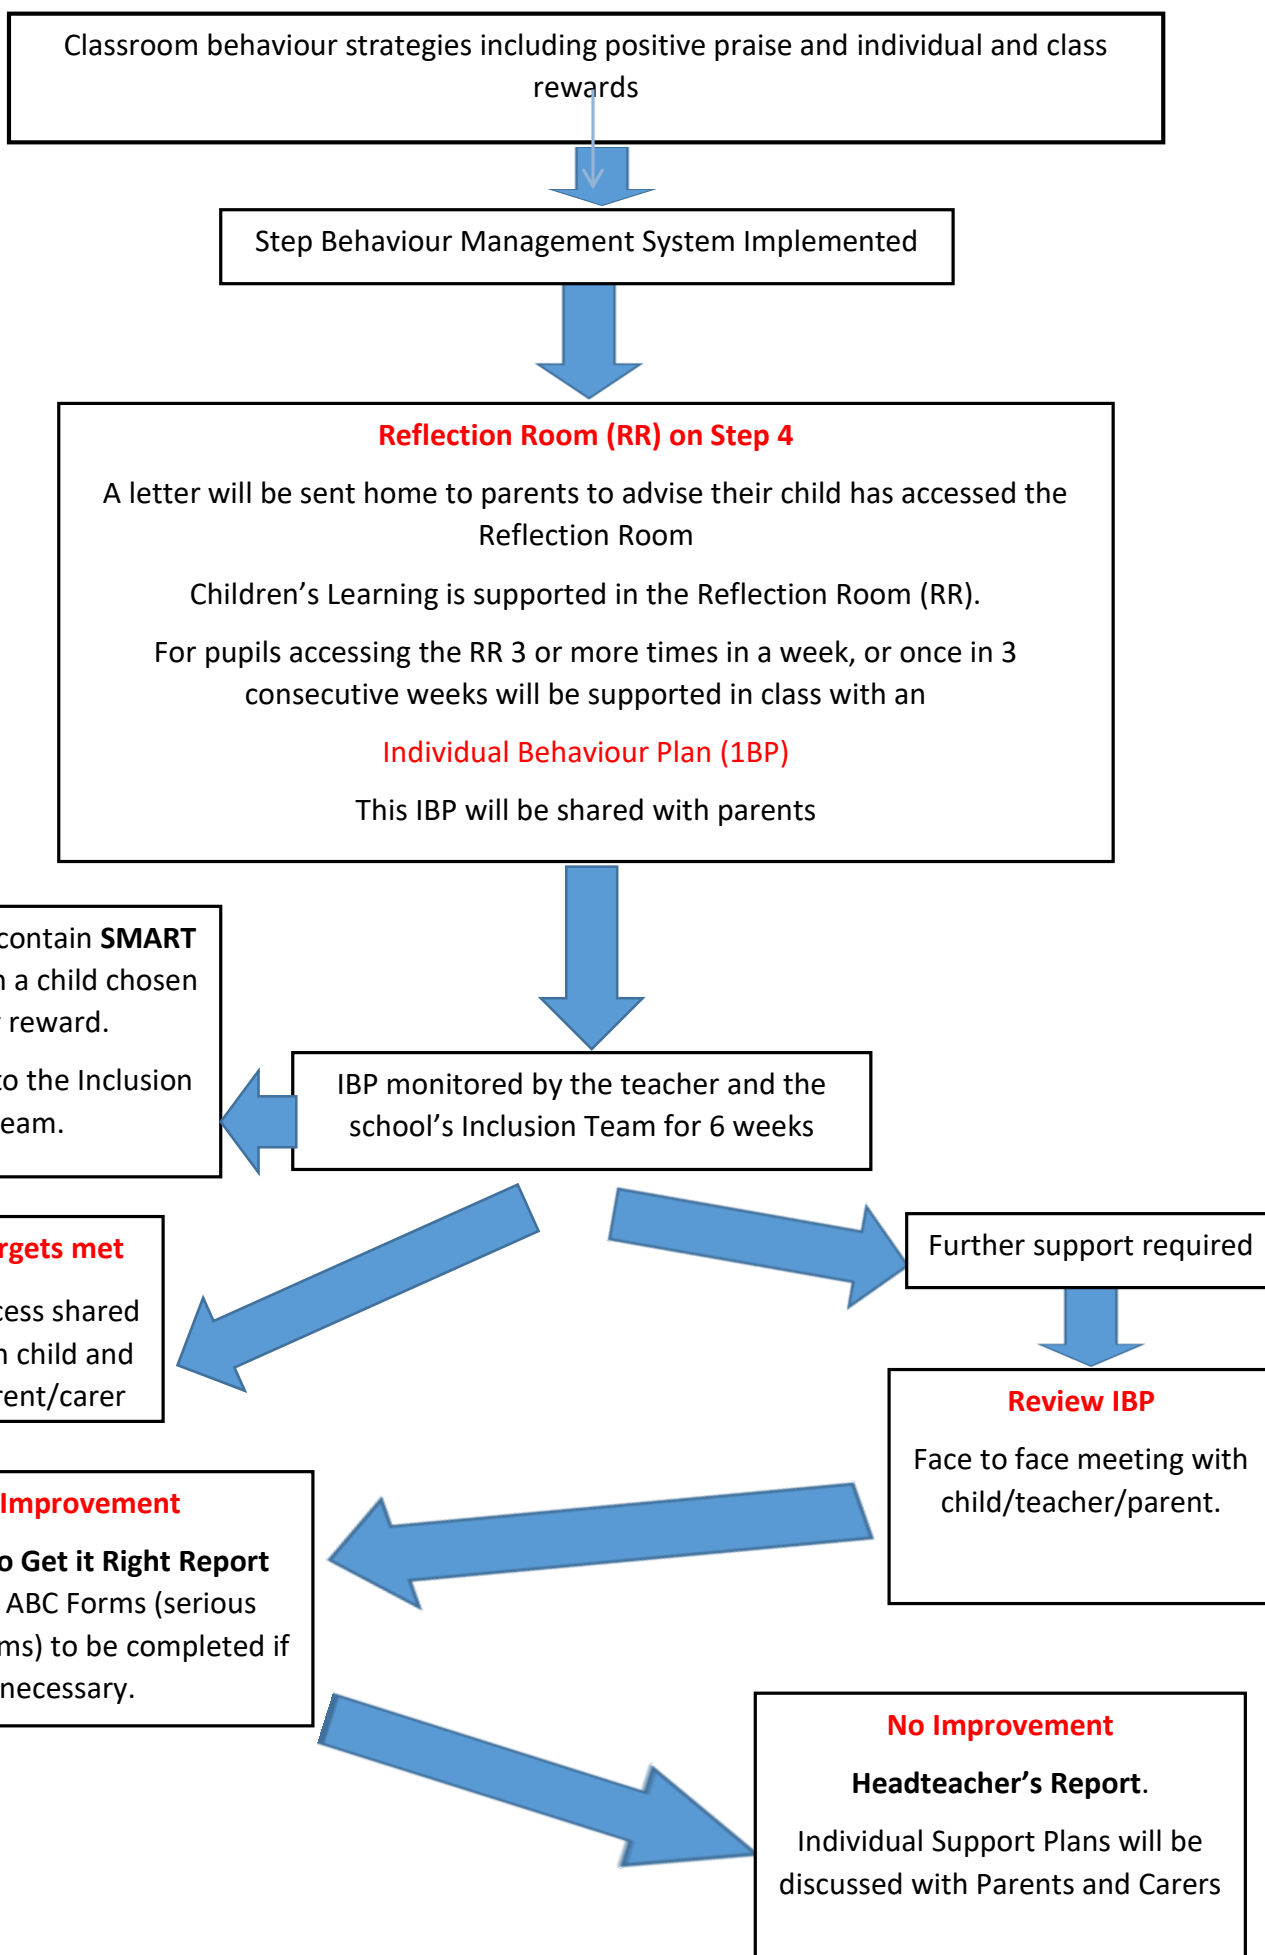 Classroom behaviour strategies including positive praise and individual and class
rewards
Step Behaviour Management System Implemented
Reflection Room (RR) on Step 4
A letter will be sent home to parents to advise their child has accessed the
Reflection Room
Children’s Learning is supported in the Reflection Room (RR).
For pupils accessing the RR 3 or more times in a week, or once in 3
consecutive weeks will be supported in class with an
Individual Behaviour Plan (1BP)
This IBP will be shared with parents
contain SMART
a child chosen
reward.
to the Inclusion
eam.
IBP monitored by the teacher and the
school’s Inclusion Team for 6 weeks
rgets met
cess shared
child and
rent/carer
Further support required
Review IBP
Face to face meeting with
child/teacher/parent.
Improvement
o Get it Right Report
ABC Forms (serious
ms) to be completed if
necessary.
No Improvement
Headteacher’s Report.
Individual Support Plans will be
discussed with Parents and Carers